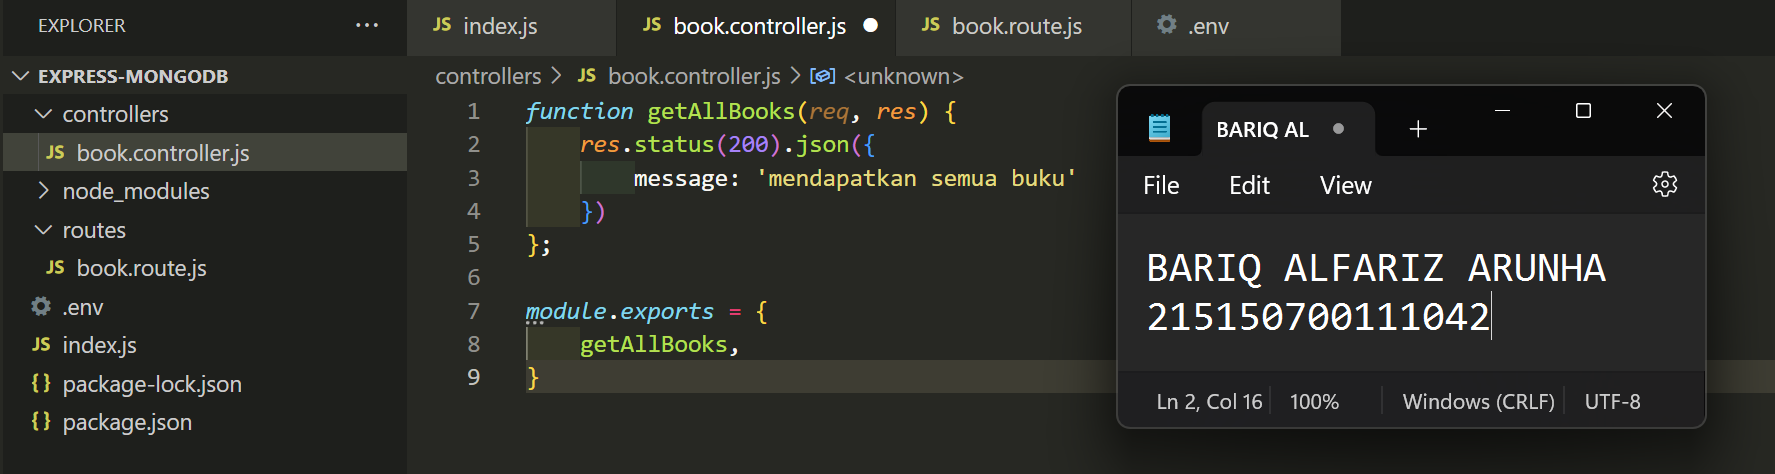 EXPLORER ···
EXPRESS-MONGODB
controllers
JS book.controller.js
node_modules
routes
JS book.route.js
.env
JS index.js
{} package-lock.json
{} package.json
JS index.js
JS book.controller.js
JS book.route.js
.env
controllers > JS book.controller.js > <unknown>
1 function getAllBooks(req, res) {
2     res.status(200).json({
3         message: 'mendapatkan semua buku'
4     })
5 };
6
7 module.exports = {
8     getAllBooks,
9 }
BARIQ AL
File Edit View
BARIQ ALFARIZ ARUNHA
215150700111042
Ln 2, Col 16 100% Windows (CRLF) UTF-8